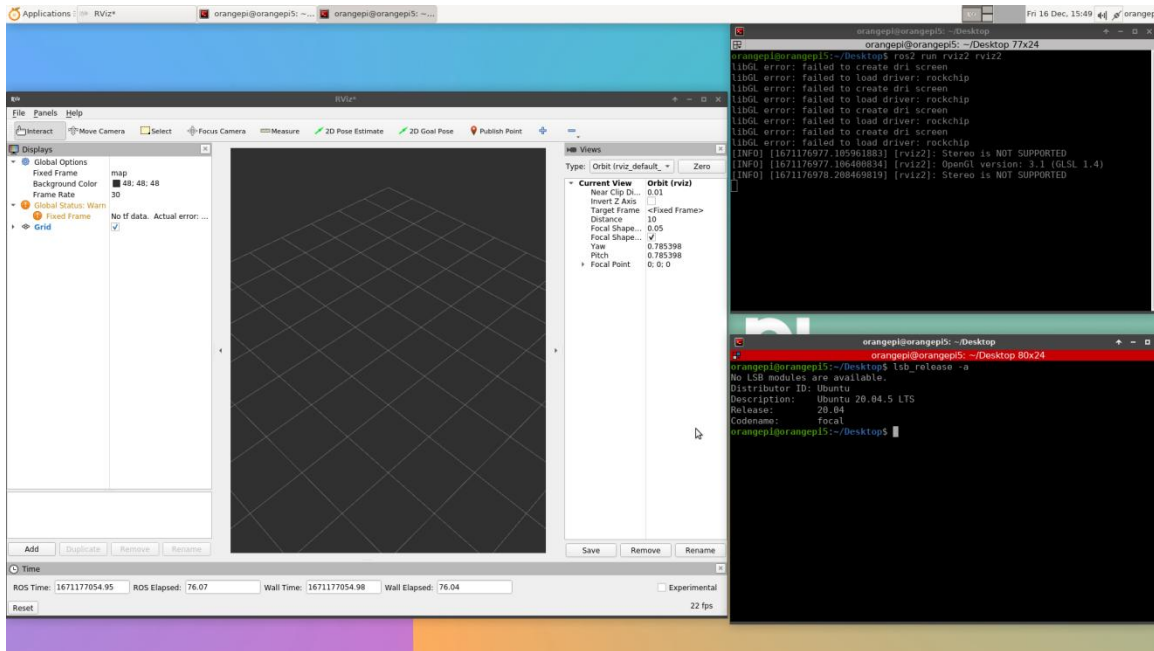 Applications RViz* orangepi@orangepi5: ~... orangepi@orangepi5: ~... Fri 16 Dec, 15:49 orangep
RViz*
File Panels Help
Interact Move Camera Select Focus Camera Measure 2D Pose Estimate 2D Goal Pose Publish Point
Displays
Global Options
Fixed Frame map
Background Color 48; 48; 48
Frame Rate 30
Global Status: Warn
Fixed Frame No tf data. Actual error: ...
Grid
Add Duplicate Remove Rename
Views
Type: Orbit (rviz_default_ Zero
Current View Orbit (rviz)
Near Clip Di... 0.01
Invert Z Axis
Target Frame <Fixed Frame>
Distance 10
Focal Shape... 0.05
Focal Shape...
Yaw 0.785398
Pitch 0.785398
Focal Point 0; 0; 0
Save Remove Rename
Time
ROS Time: 1671177054.95 ROS Elapsed: 76.07 Wall Time: 1671177054.98 Wall Elapsed: 76.04 Experimental
Reset 22 fps
orangepi@orangepi5: ~/Desktop
orangepi@orangepi5: ~/Desktop 77x24
orangepi@orangepi5:~/Desktop$ ros2 run rviz2 rviz2
libGL error: failed to create dri screen
libGL error: failed to load driver: rockchip
libGL error: failed to create dri screen
libGL error: failed to load driver: rockchip
libGL error: failed to create dri screen
libGL error: failed to load driver: rockchip
libGL error: failed to create dri screen
libGL error: failed to load driver: rockchip
[INFO] [1671176977.105961883] [rviz2]: Stereo is NOT SUPPORTED
[INFO] [1671176977.106400834] [rviz2]: OpenGl version: 3.1 (GLSL 1.4)
[INFO] [1671176978.208469819] [rviz2]: Stereo is NOT SUPPORTED
orangepi@orangepi5: ~/Desktop
orangepi@orangepi5: ~/Desktop 80x24
orangepi@orangepi5:~/Desktop$ lsb_release -a
No LSB modules are available.
Distributor ID: Ubuntu
Description: Ubuntu 20.04.5 LTS
Release: 20.04
Codename: focal
orangepi@orangepi5:~/Desktop$